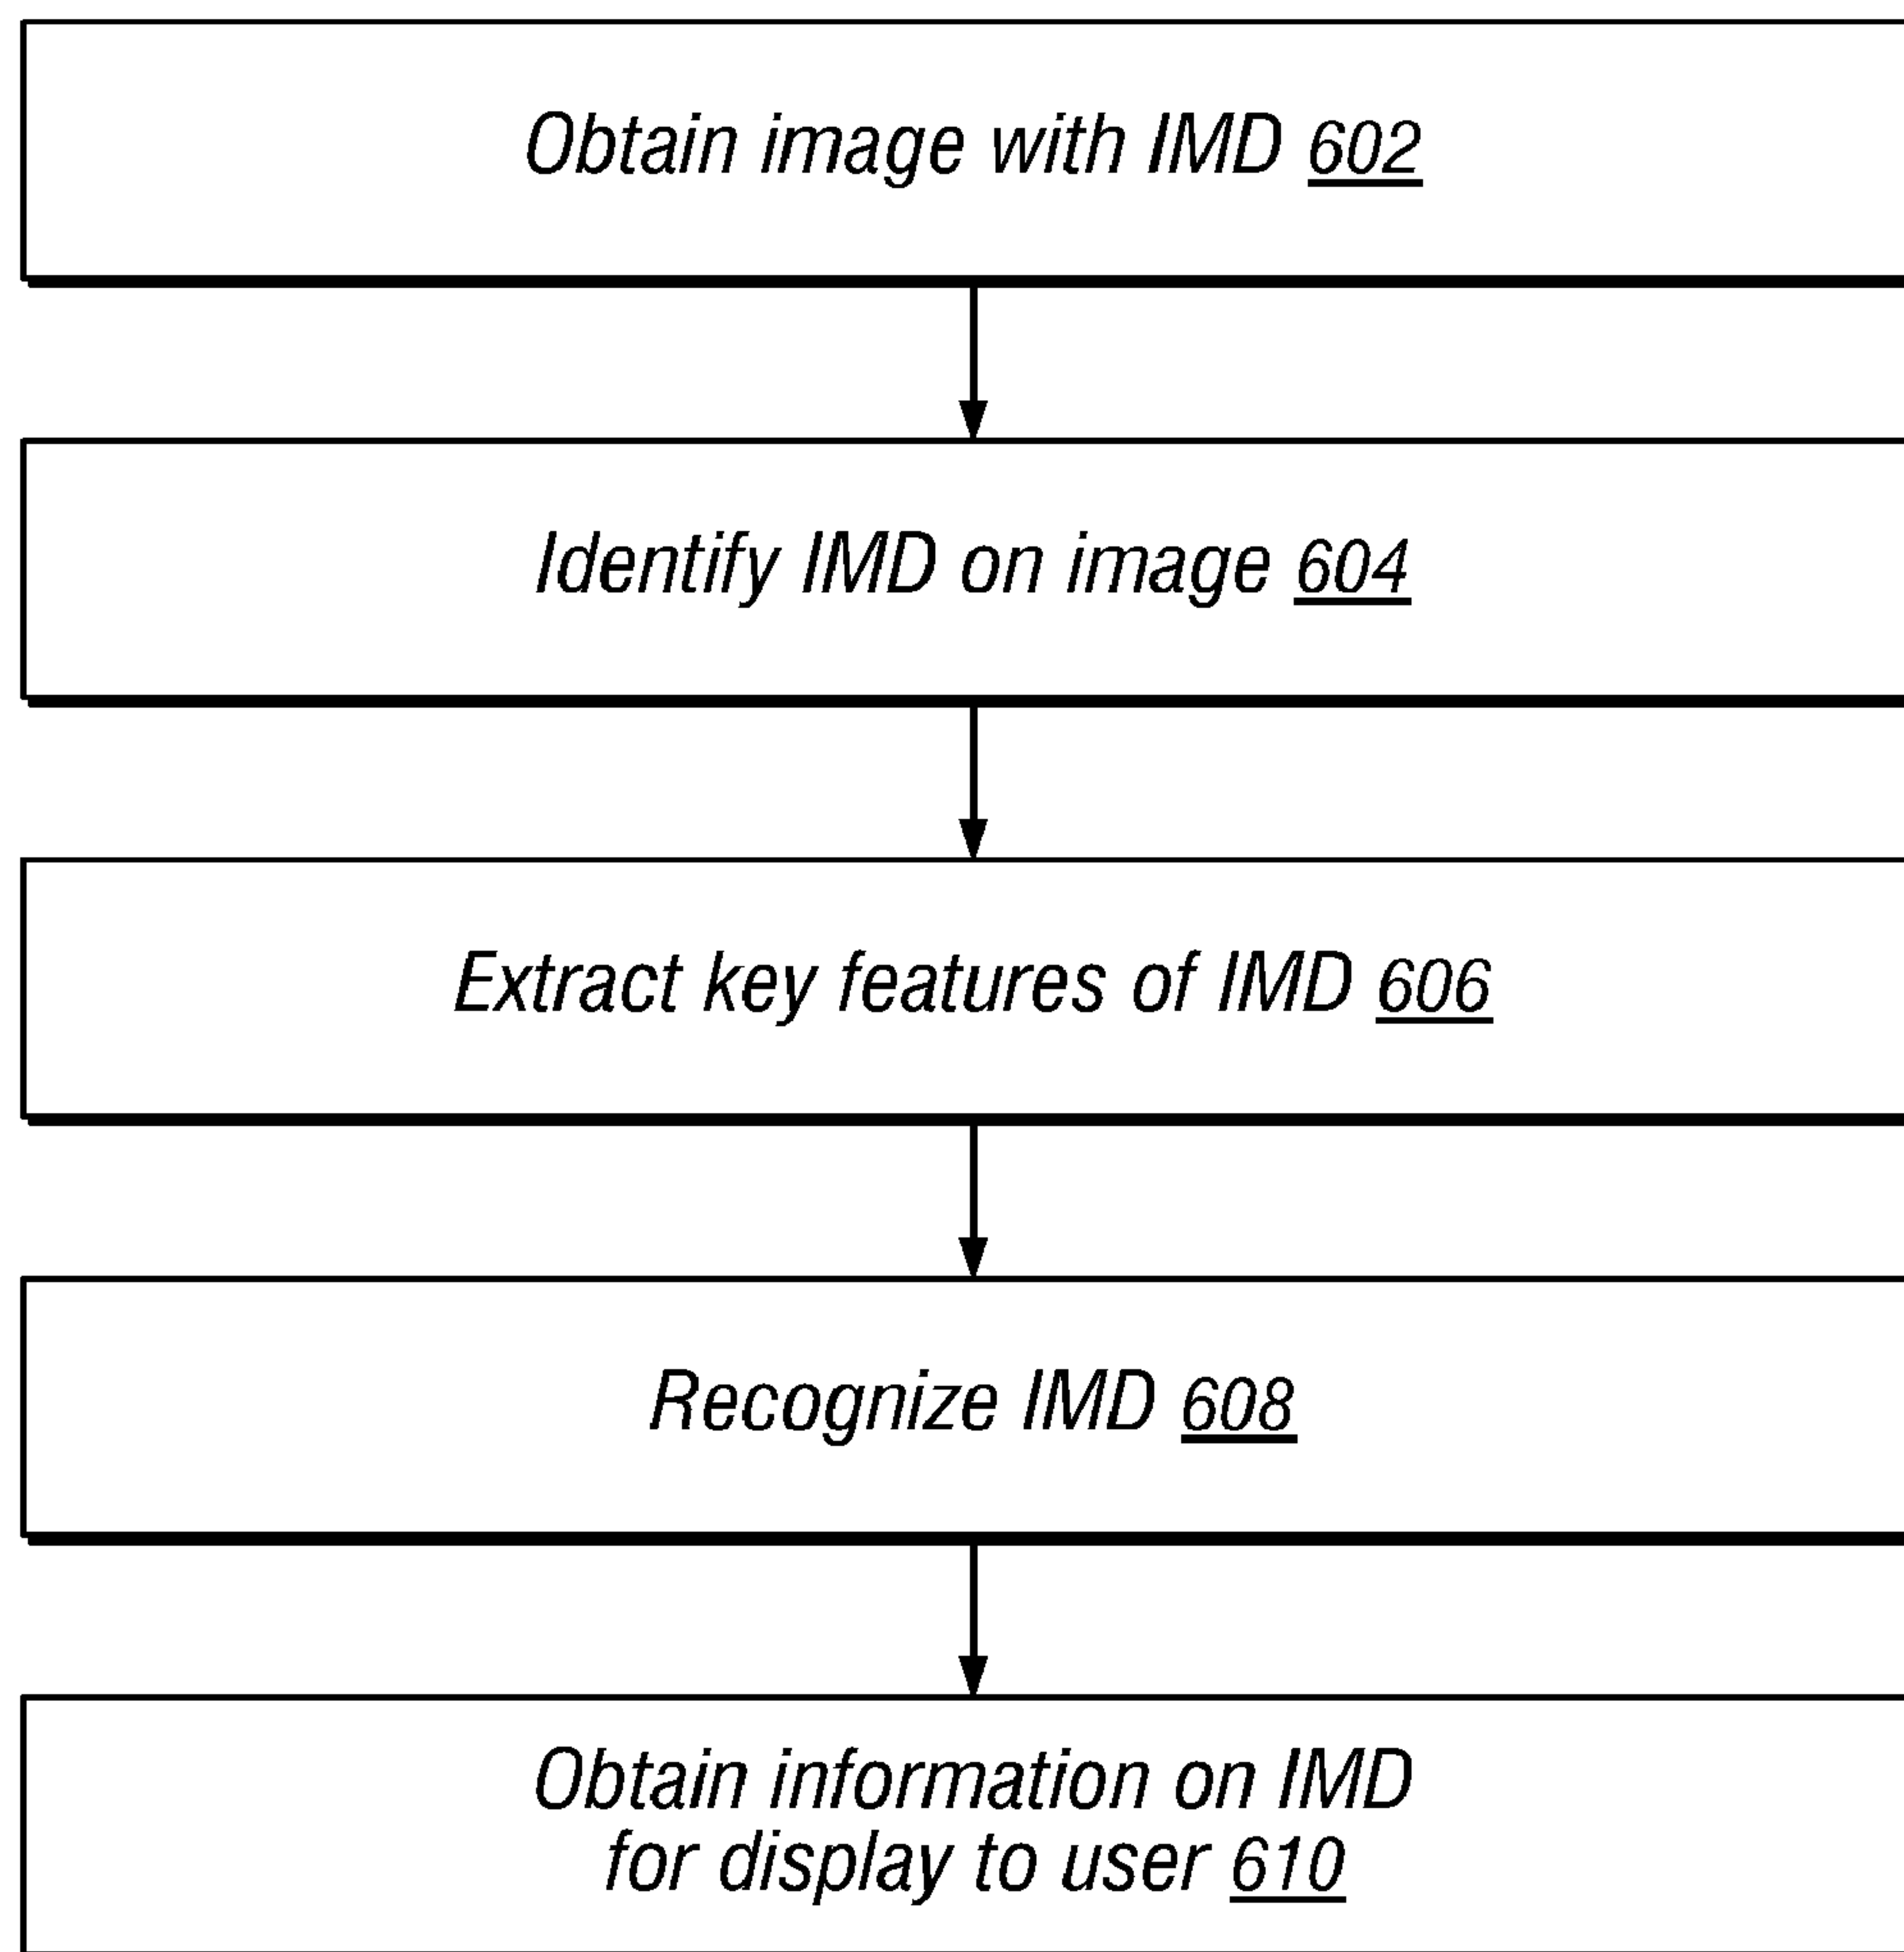 Obtain image with IMD 602
Identify IMD on image 604
Extract key features of IMD 606
Recognize IMD 608
Obtain information on IMD
for display to user 610